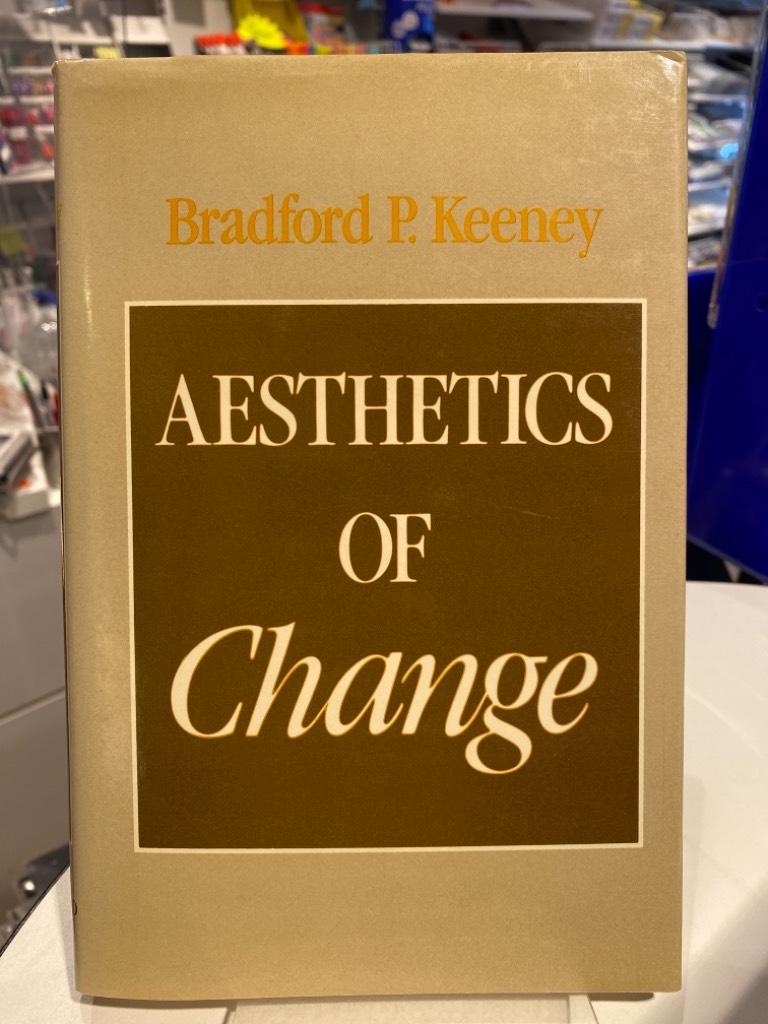 Bradford P. Keeney
AESTHETICS
OF
Change